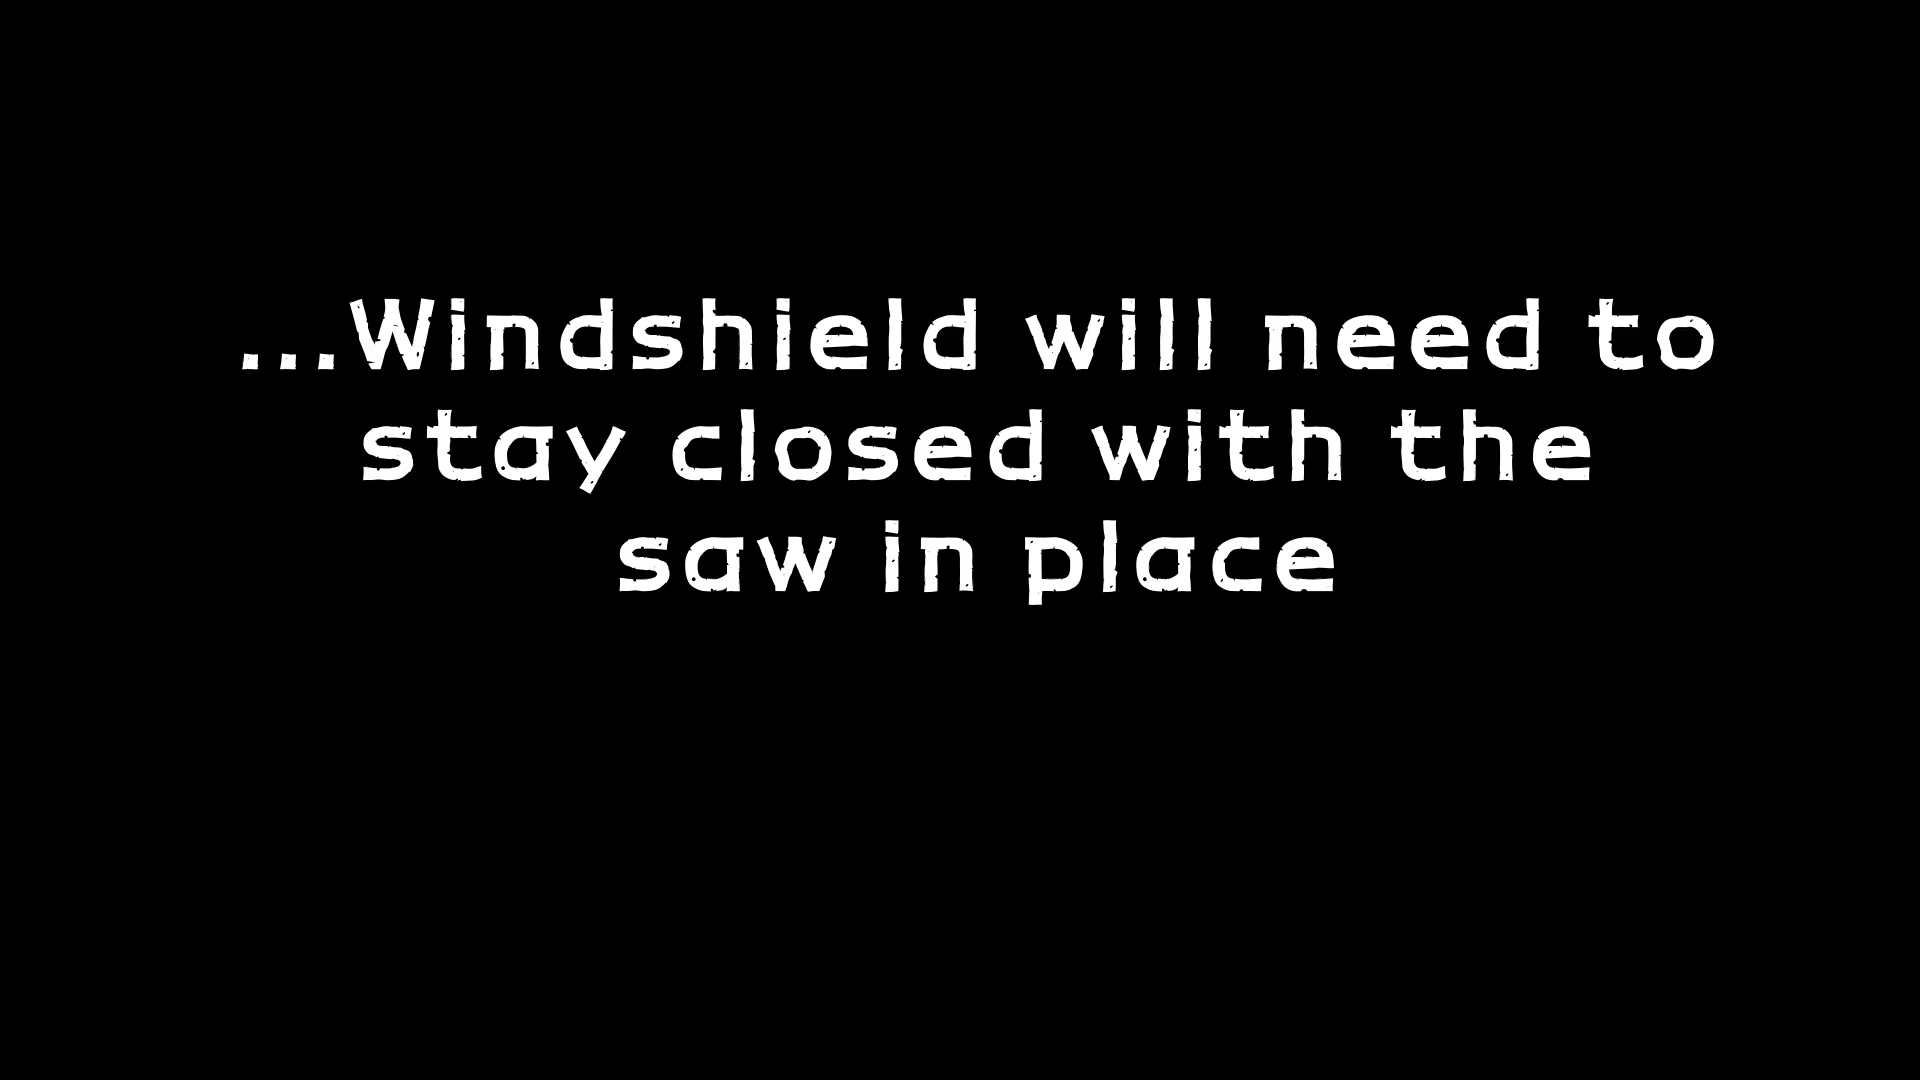 ...Windshield will need to
stay closed with the
saw in place